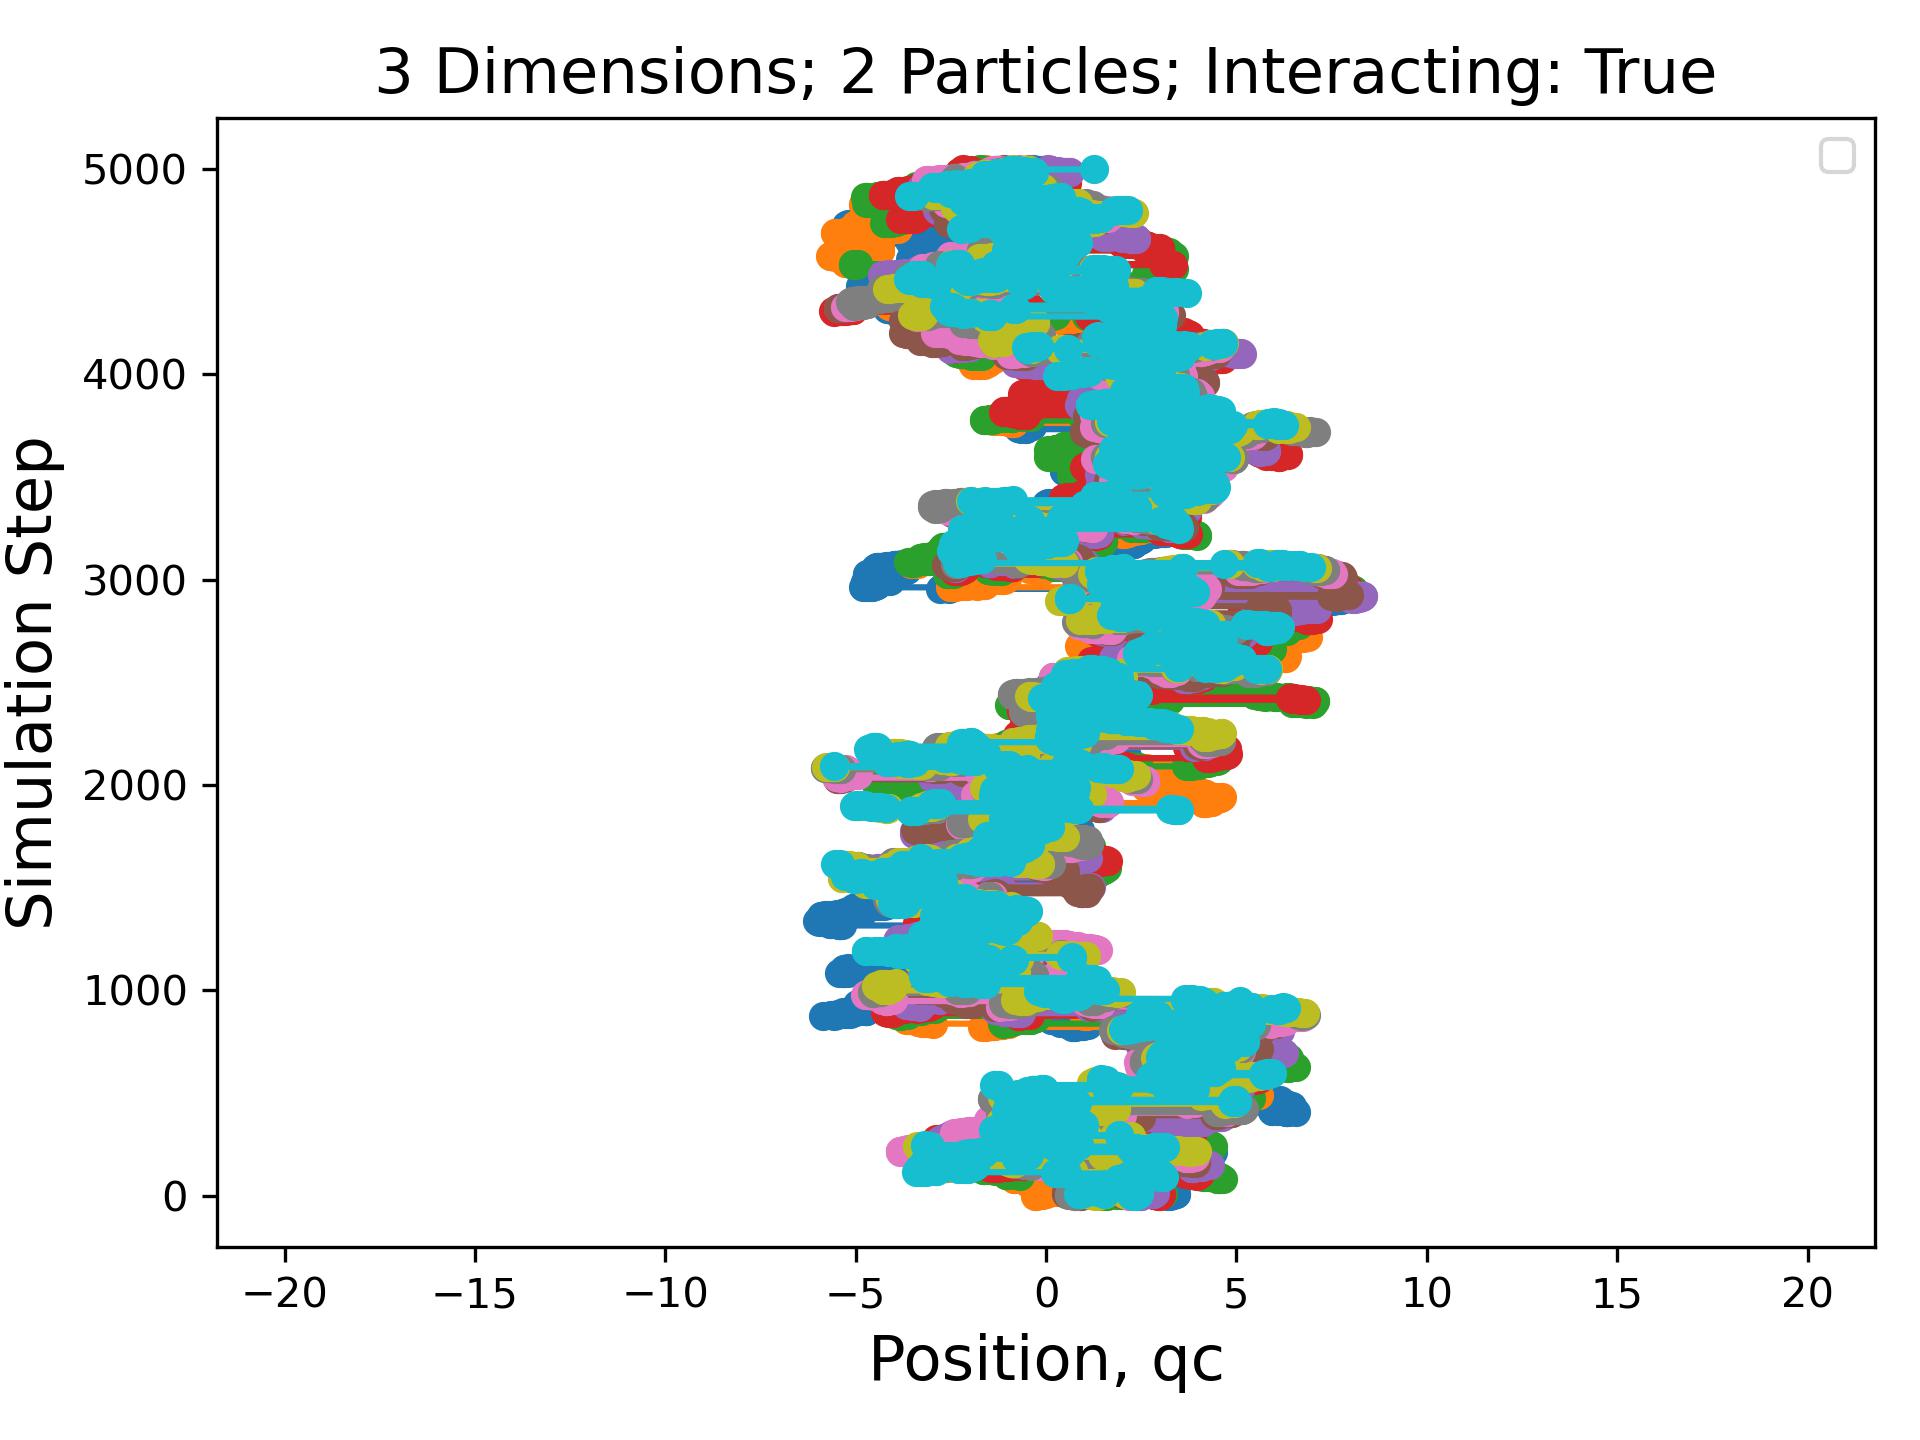 3 Dimensions; 2 Particles; Interacting: True
5000
4000
3000
2000
1000
0
Simulation Step
−20 −15 −10 −5 0 5 10 15 20
Position, qc